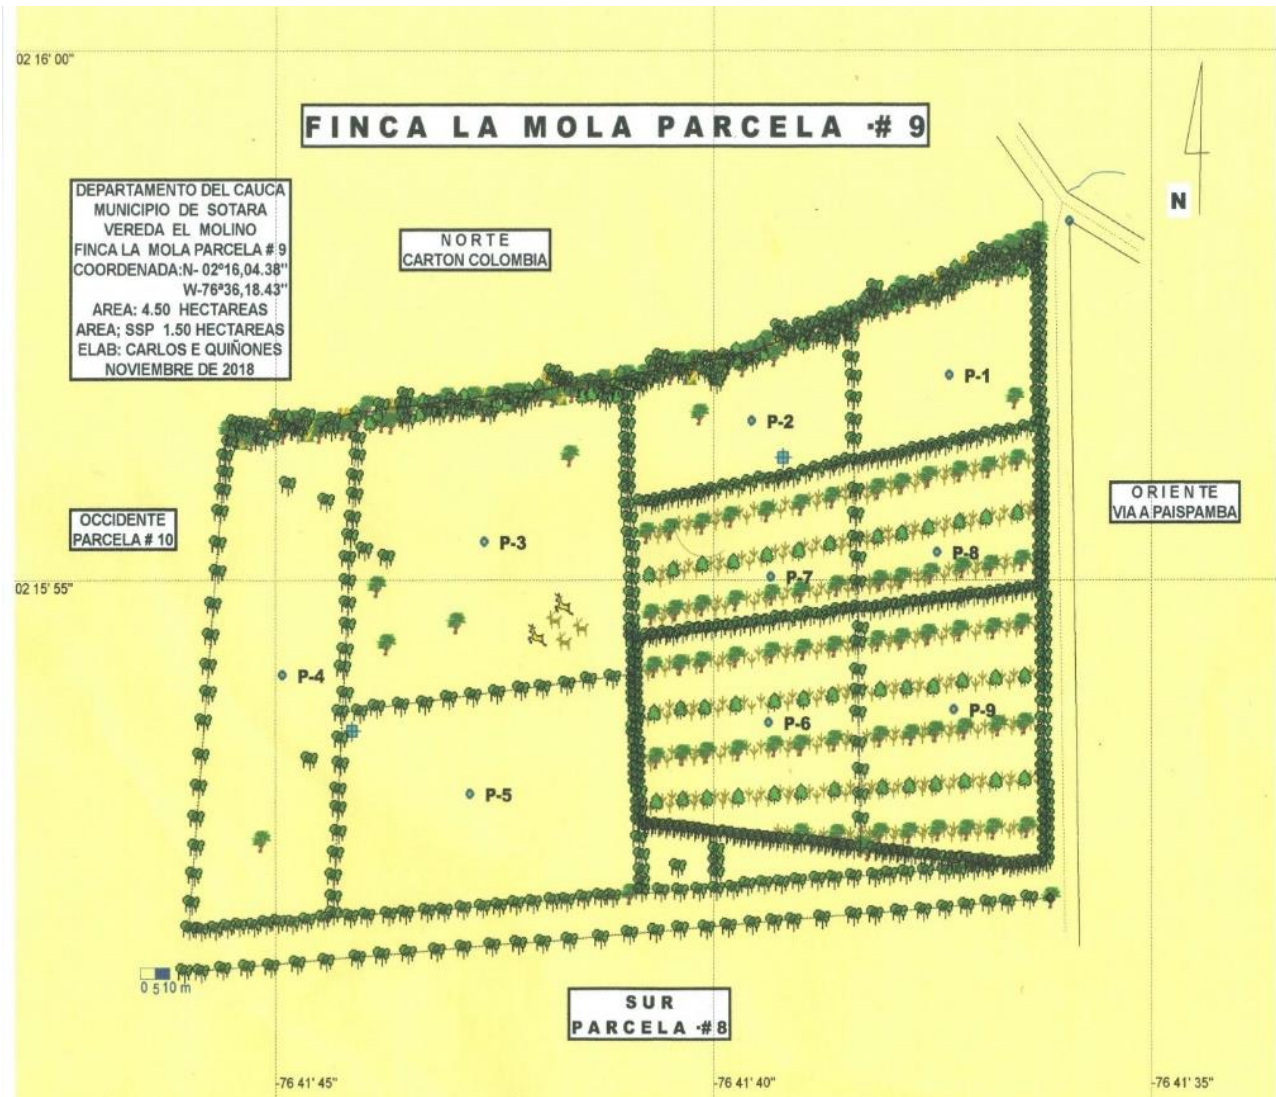 02 16' 00"
FINCA LA MOLA PARCELA ·# 9
DEPARTAMENTO DEL CAUCA
MUNICIPIO DE SOTARA
VEREDA EL MOLINO
FINCA LA MOLA PARCELA # 9
COORDENADA:N- 02º16,04.38"
W-76ª36,18.43"
AREA: 4.50 HECTAREAS
AREA; SSP 1.50 HECTAREAS
ELAB: CARLOS E QUIÑONES
NOVIEMBRE DE 2018
N
NORTE
CARTON COLOMBIA
P-1
P-2
OCCIDENTE
PARCELA # 10
ORIENTE
VIA A PAISPAMBA
P-3
P-8
P-7
02 15' 55"
P-4
P-9
P-6
P-5
0 5 10 m
SUR
PARCELA ·# 8
-76 41' 45"
-76 41' 40"
-76 41' 35"